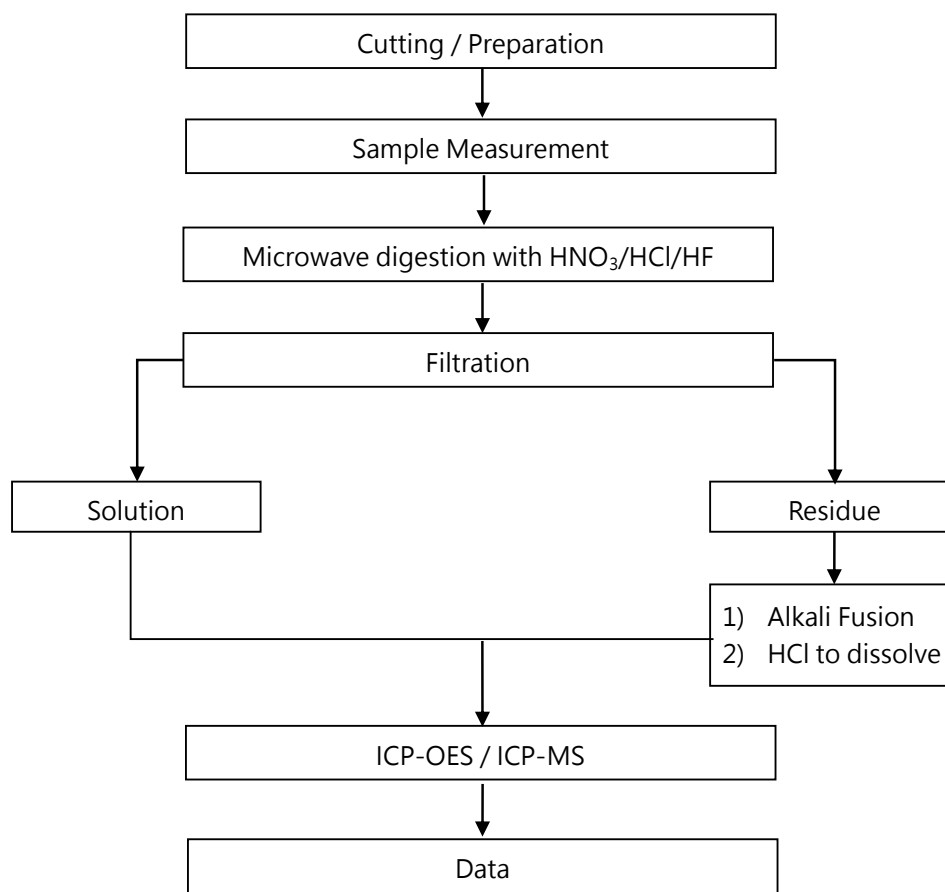 Cutting / Preparation
Sample Measurement
Microwave digestion with HNO₃/HCl/HF
Filtration
Solution
Residue
1) Alkali Fusion
2) HCl to dissolve
ICP-OES / ICP-MS
Data